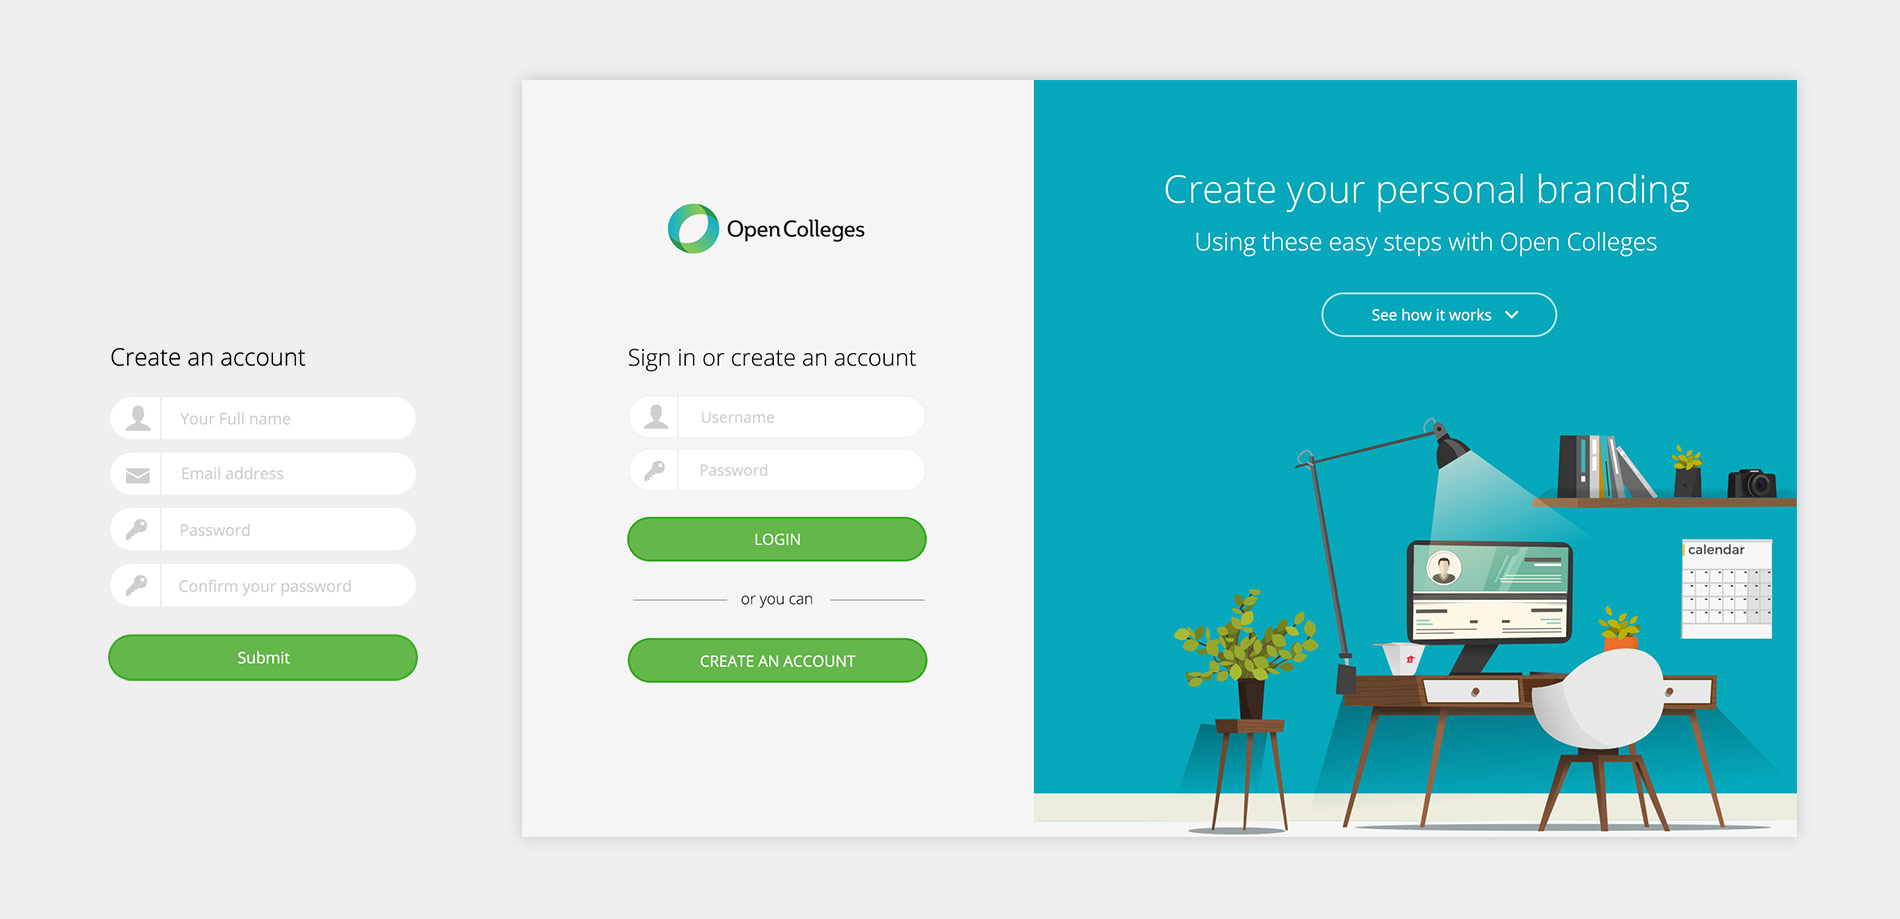 Create an account
Your Full name
Email address
Password
Confirm your password
Submit
Open Colleges
Sign in or create an account
Username
Password
LOGIN
or you can
CREATE AN ACCOUNT
Create your personal branding
Using these easy steps with Open Colleges
See how it works
calendar